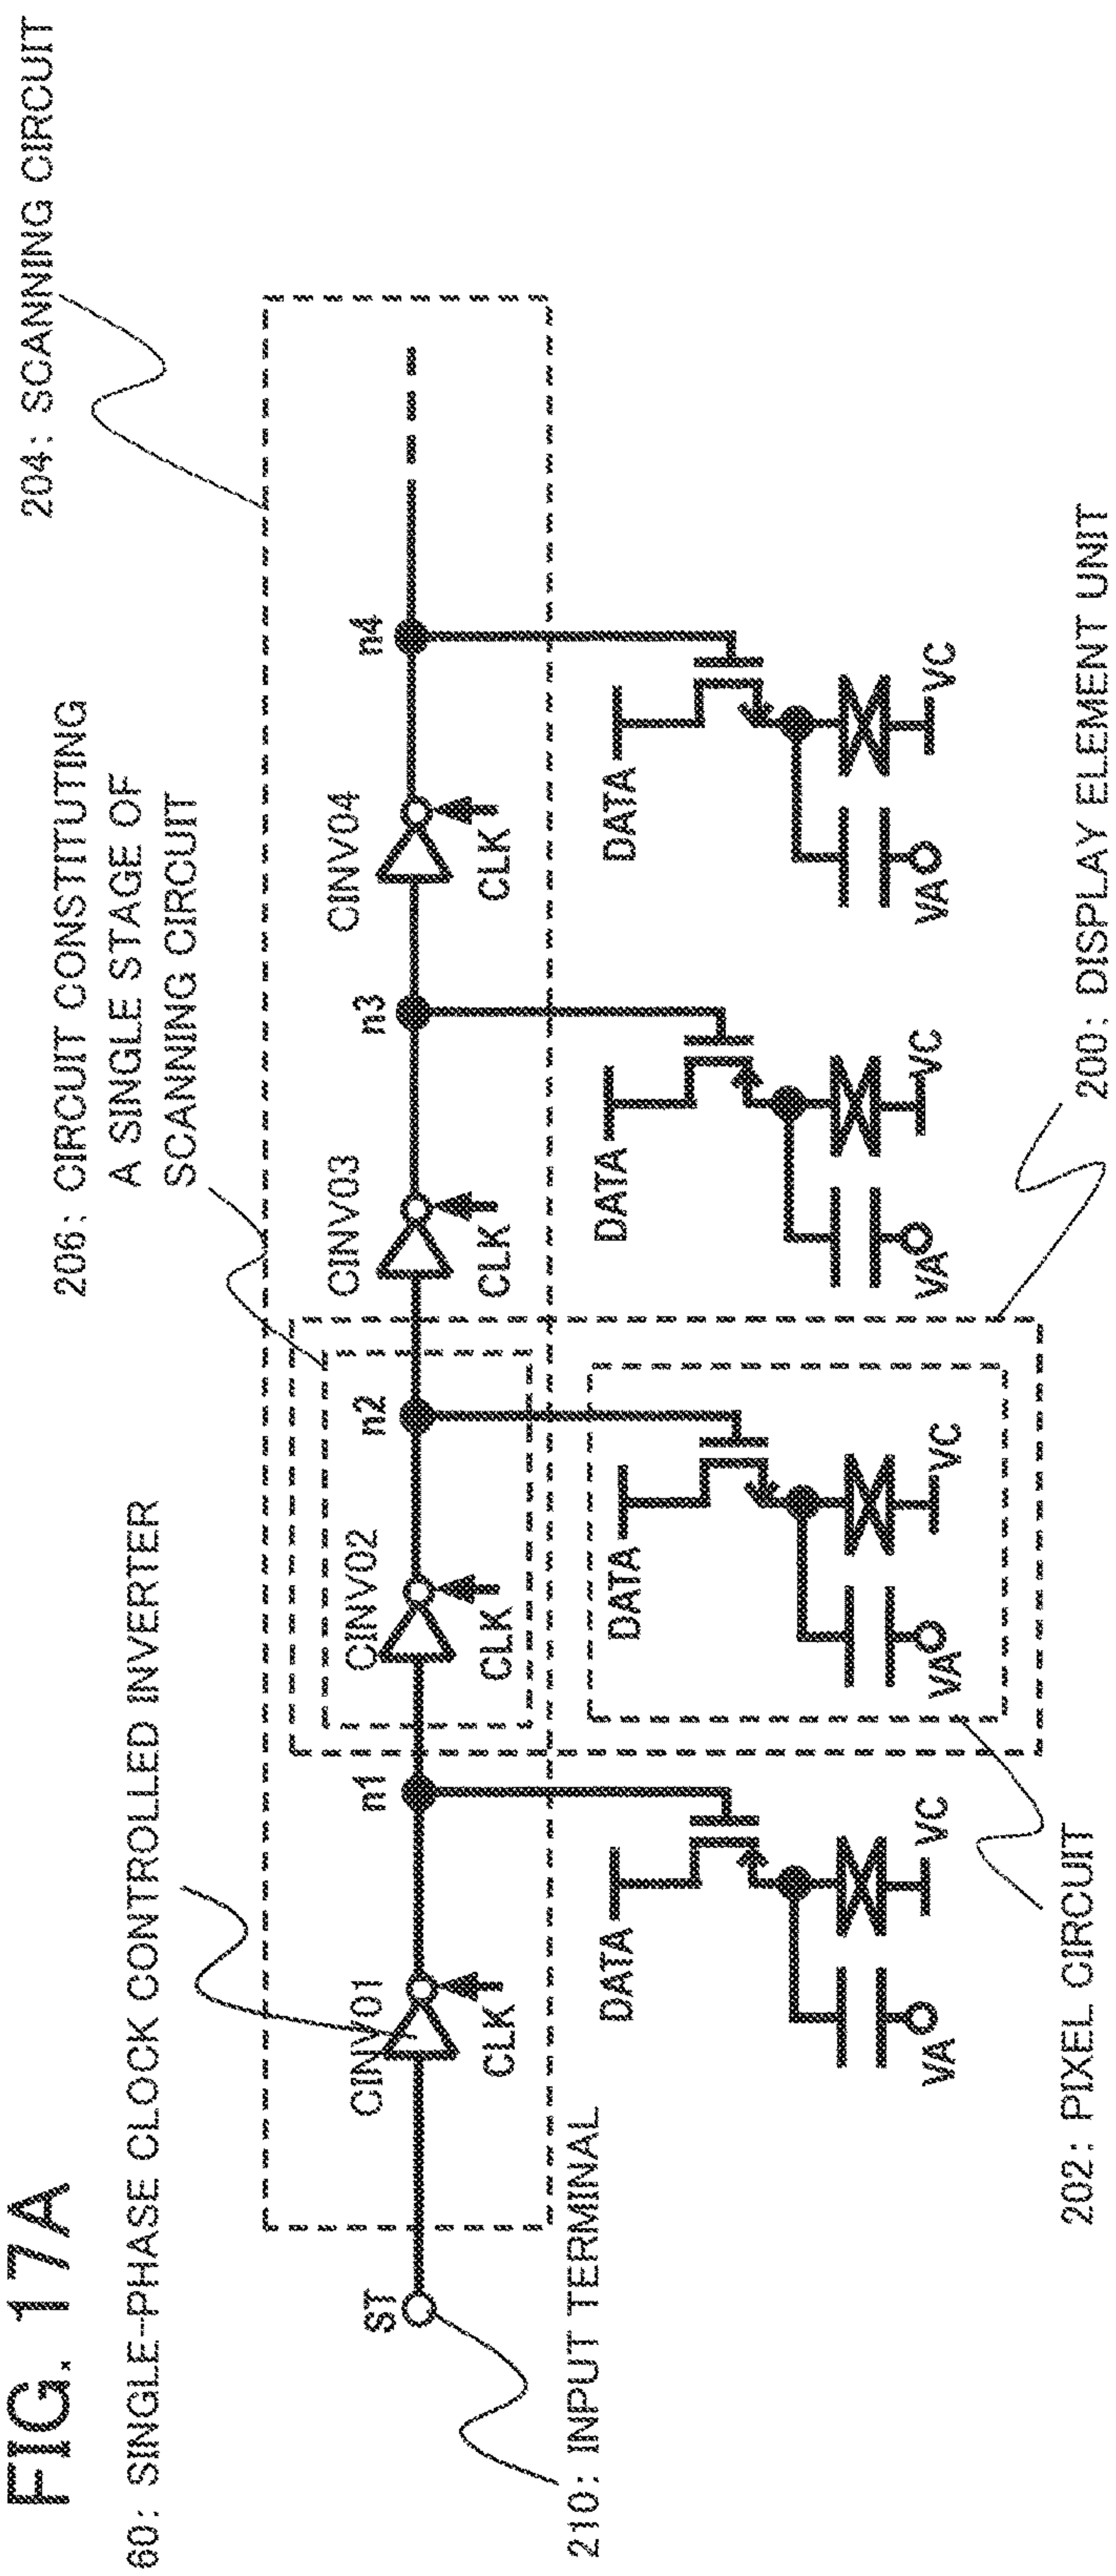 FIG. 17A
60: SINGLE-PHASE CLOCK CONTROLLED INVERTER
206: CIRCUIT CONSTITUTING
A SINGLE STAGE OF
SCANNING CIRCUIT
204: SCANNING CIRCUIT
ST
CINV01
n1
CINV02
n2
CINV03
n3
CINV04
n4
CLK
CLK
CLK
CLK
210: INPUT TERMINAL
DATA
DATA
DATA
DATA
VA
VC
VA
VC
VA
VC
VA
VC
202: PIXEL CIRCUIT
200: DISPLAY ELEMENT UNIT